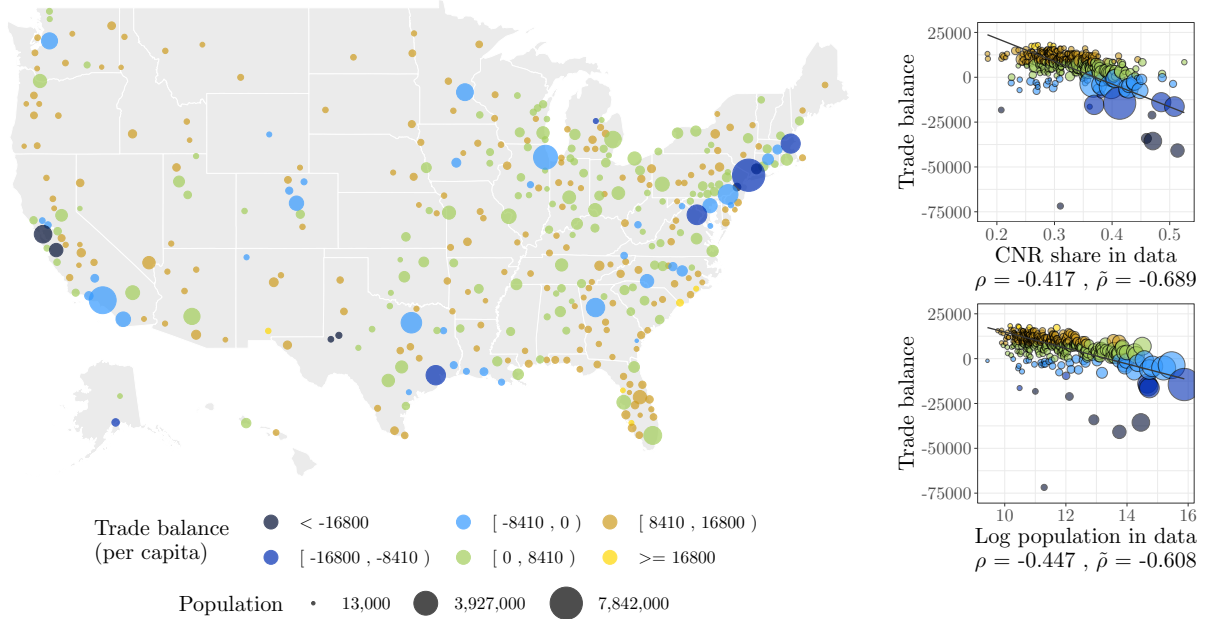 25000
0
-25000
-50000
-75000
Trade balance
0.2 0.3 0.4 0.5
CNR share in data
ρ = -0.417 , ρ̃ = -0.689
25000
0
-25000
-50000
-75000
Trade balance
10 12 14 16
Log population in data
ρ = -0.447 , ρ̃ = -0.608
Trade balance
(per capita)
< -16800
[ -8410 , 0 )
[ 8410 , 16800 )
[ -16800 , -8410 )
[ 0 , 8410 )
>= 16800
Population
13,000
3,927,000
7,842,000